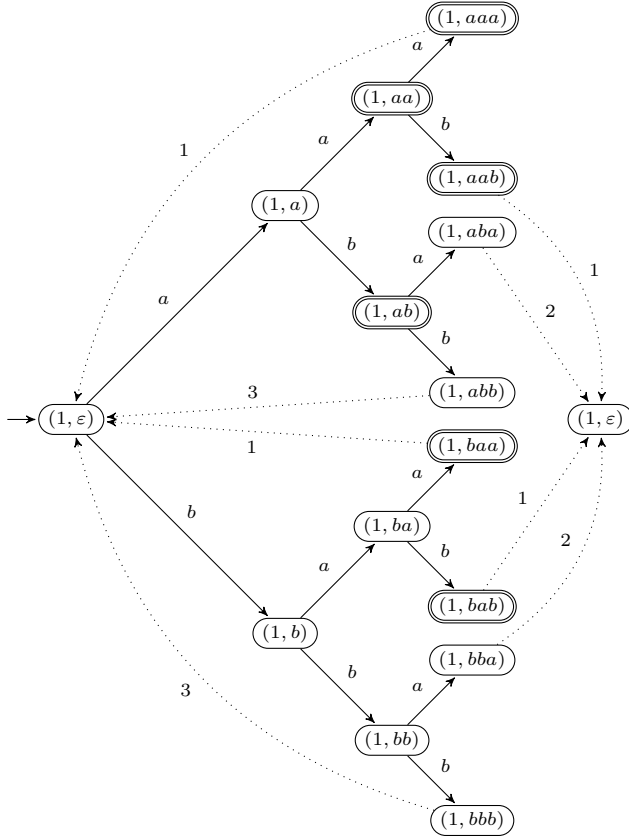 (1, aaa)
a
(1, aa)
b
a
(1, aab)
1
(1, a)
(1, aba)
b
a
1
(1, ab)
2
a
b
3
(1, abb)
(1, ε)
(1, ε)
1
(1, baa)
a
1
b
(1, ba)
2
a
b
(1, bab)
(1, b)
(1, bba)
b
a
3
(1, bb)
b
(1, bbb)